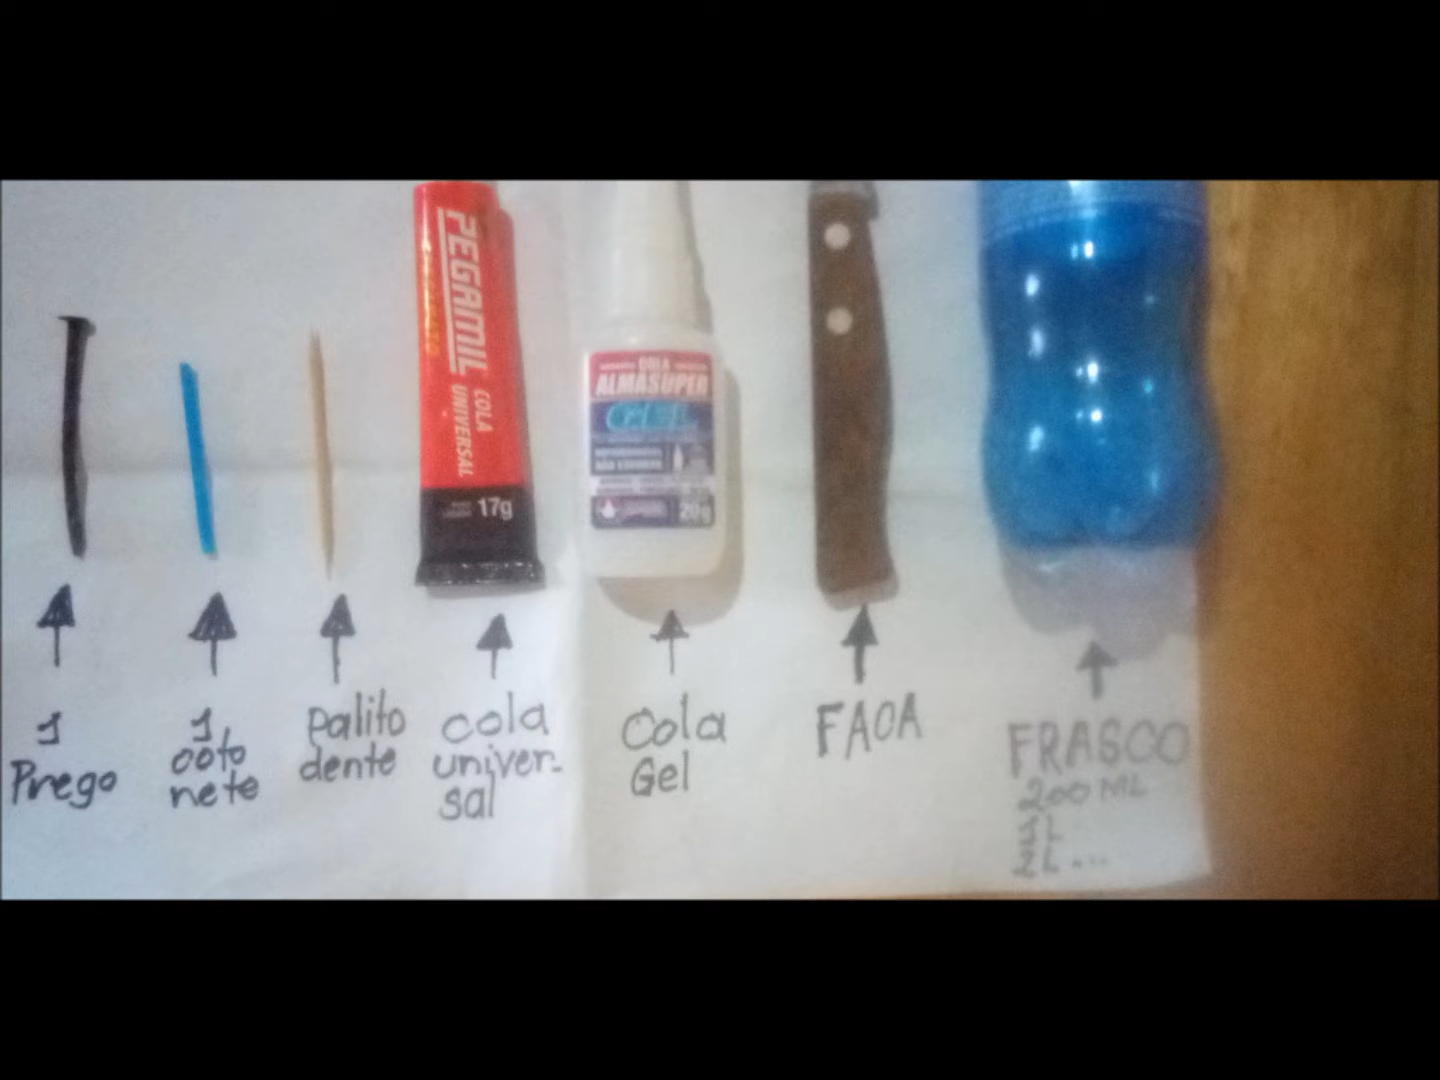 PEGAMIL
COLA
UNIVERSAL
17g
COLA
ALMASUPER
GEL
20g
1
Prego
1
coto
nete
palito
dente
cola
univer-
sal
Cola
Gel
FACA
FRASCO
200 ML
1L
2L ...